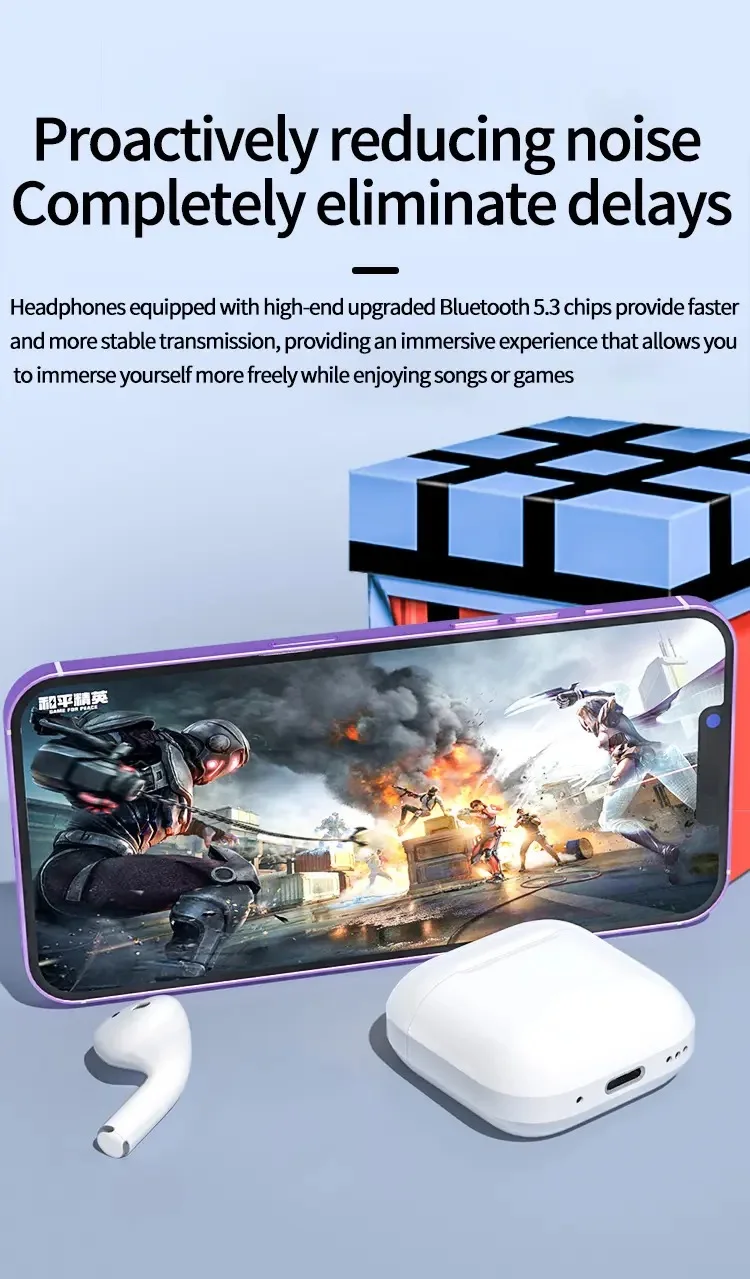 Proactively reducing noise
Completely eliminate delays
Headphones equipped with high-end upgraded Bluetooth 5.3 chips provide faster
and more stable transmission, providing an immersive experience that allows you
to immerse yourself more freely while enjoying songs or games
和平精英
GAME FOR PEACE